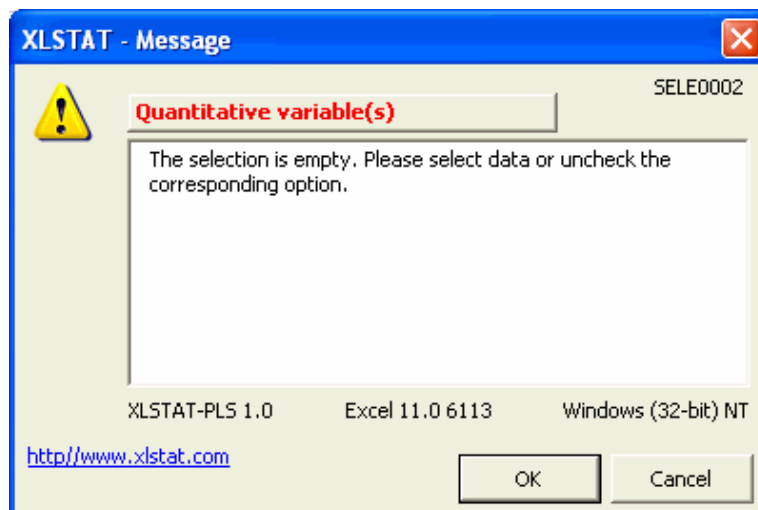 XLSTAT - Message
SELE0002
Quantitative variable(s)
The selection is empty. Please select data or uncheck the
corresponding option.
XLSTAT-PLS 1.0 Excel 11.0 6113 Windows (32-bit) NT
http//www.xlstat.com
OK Cancel